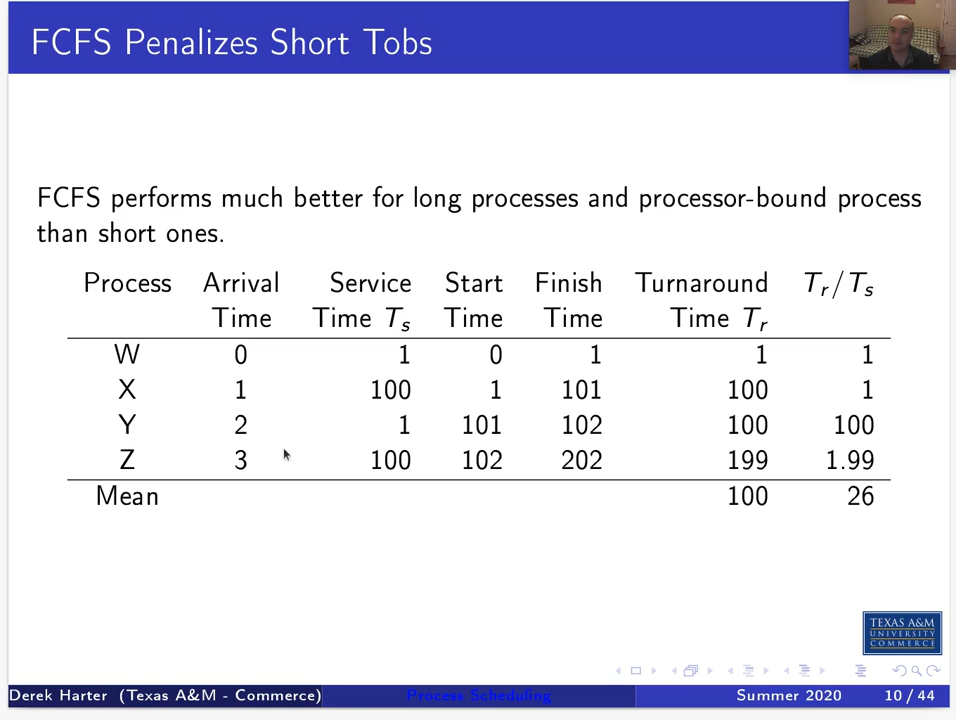 FCFS Penalizes Short Tobs
FCFS performs much better for long processes and processor-bound process
than short ones.
Process Arrival Service Start Finish Turnaround Tr/Ts
Time Time Ts Time Time Time Tr
W 0 1 0 1 1 1
X 1 100 1 101 100 1
Y 2 1 101 102 100 100
Z 3 100 102 202 199 1.99
Mean 100 26
TEXAS A&M
UNIVERSITY
COMMERCE
Derek Harter (Texas A&M - Commerce) Process Scheduling Summer 2020 10 / 44